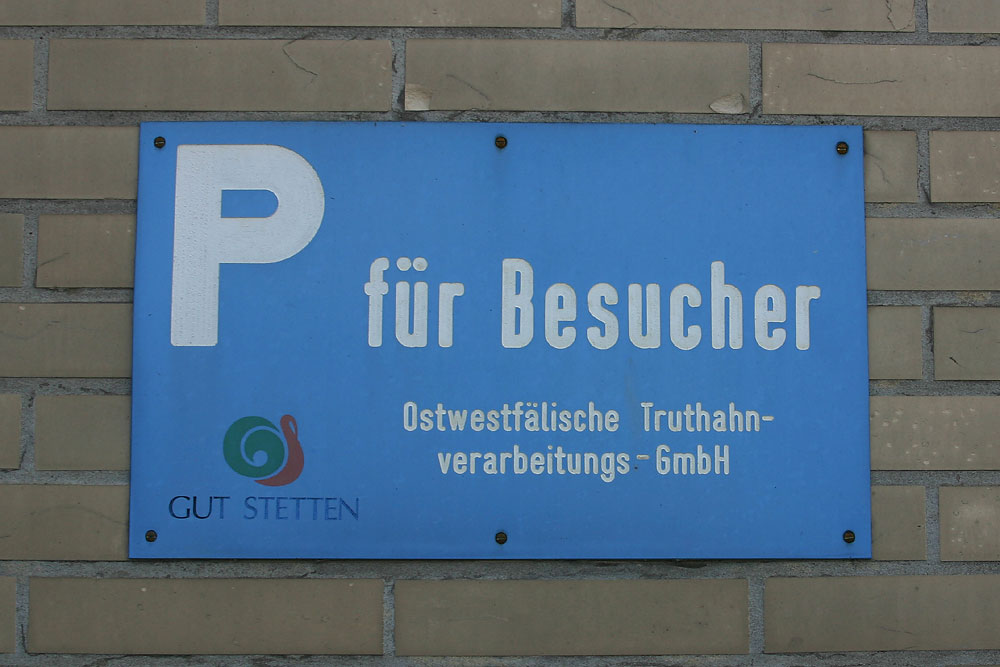 P für Besucher
Ostwestfälische Truthahn-
verarbeitungs-GmbH
GUT STETTEN